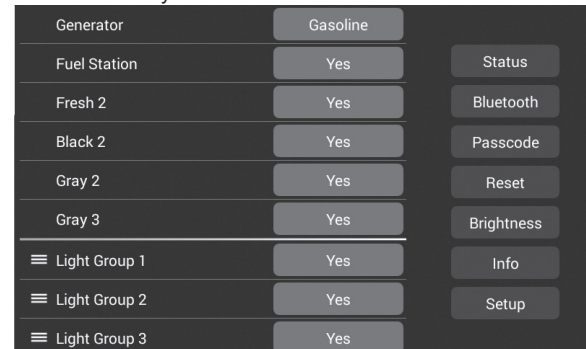 Generator Gasoline
Fuel Station Yes Status
Fresh 2 Yes Bluetooth
Black 2 Yes Passcode
Gray 2 Yes Reset
Gray 3 Yes Brightness
Light Group 1 Yes Info
Light Group 2 Yes Setup
Light Group 3 Yes